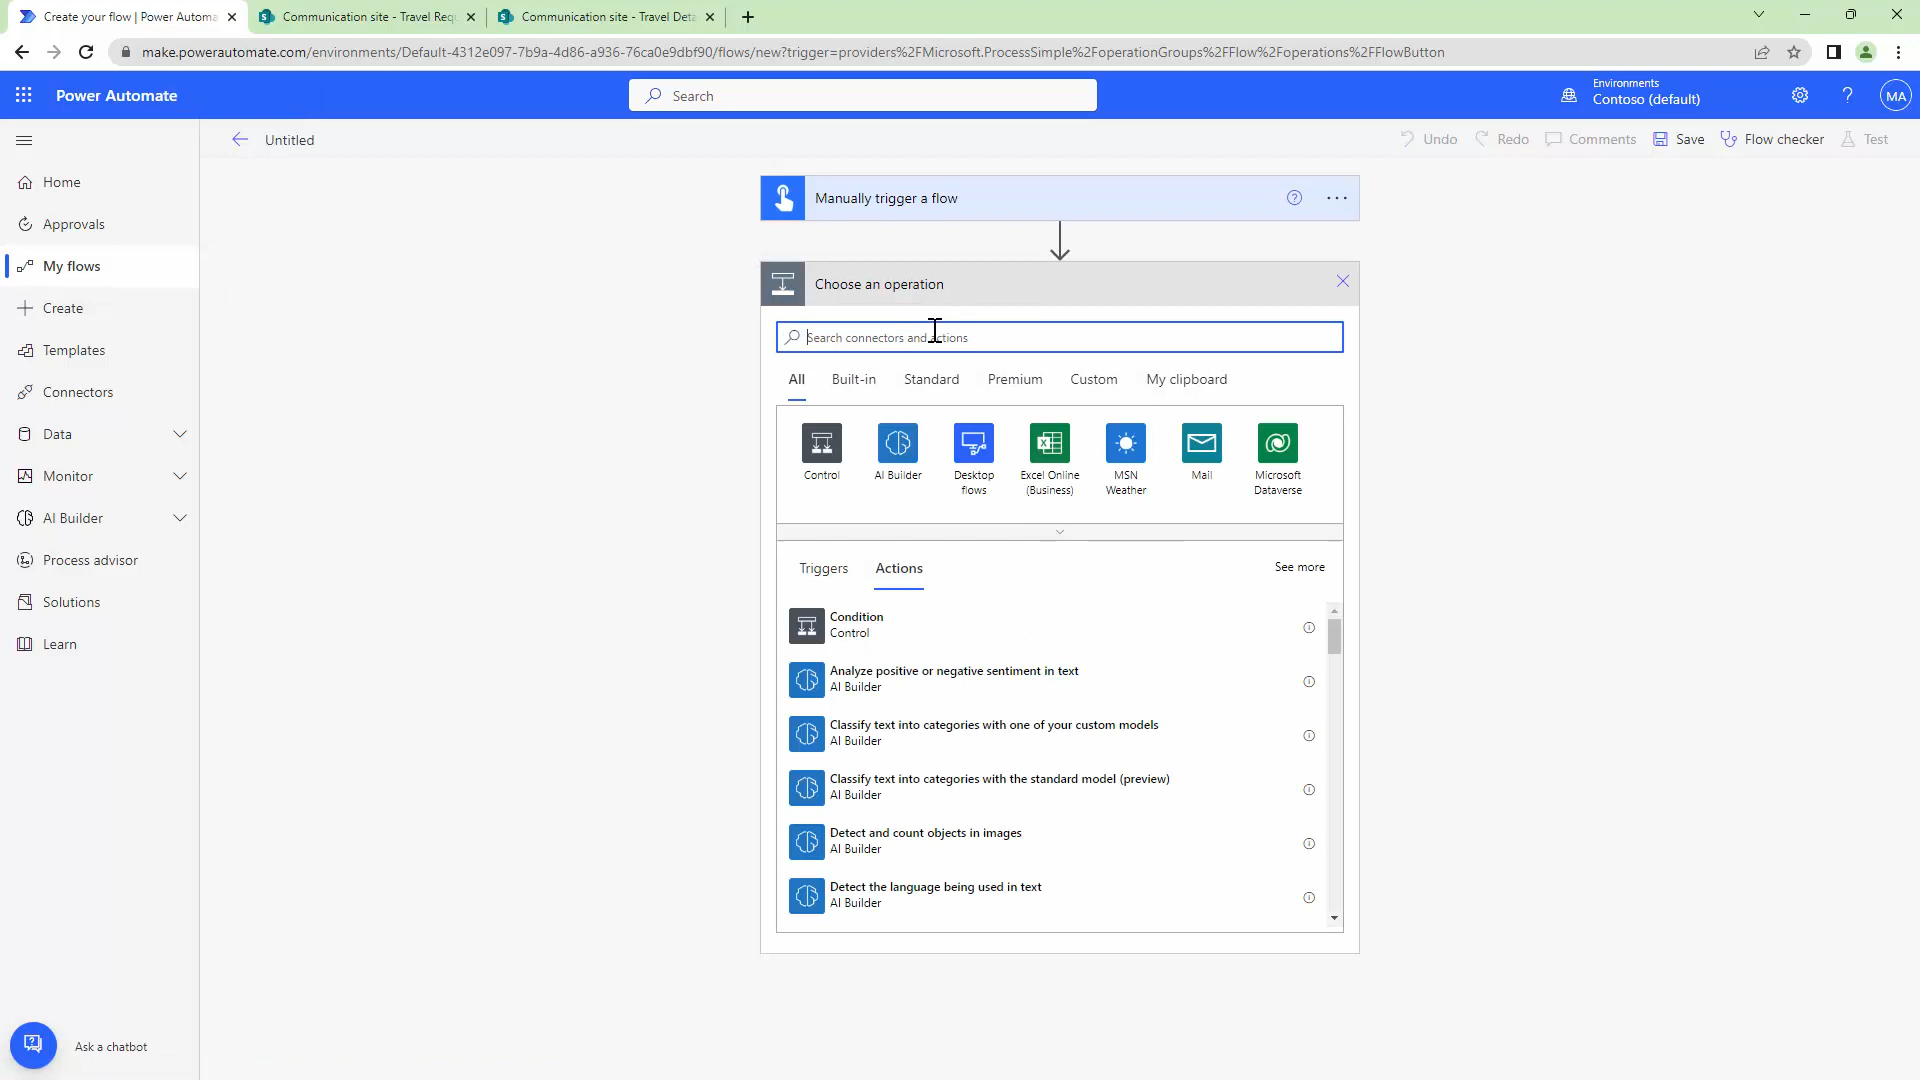 Create your flow | Power Automa
Communication site - Travel Req
Communication site - Travel Deta
make.powerautomate.com/environments/Default-4312e097-7b9a-4d86-a936-76ca0e9dbf90/flows/new?trigger=providers%2FMicrosoft.ProcessSimple%2FoperationGroups%2FFlow%2Foperations%2FFlowButton
Power Automate
Search
Environments
Contoso (default)
MA
Untitled
Undo
Redo
Comments
Save
Flow checker
Test
Home
Approvals
My flows
Create
Templates
Connectors
Data
Monitor
AI Builder
Process advisor
Solutions
Learn
Ask a chatbot
Manually trigger a flow
Choose an operation
Search connectors and actions
All
Built-in
Standard
Premium
Custom
My clipboard
Control
AI Builder
Desktop
flows
Excel Online
(Business)
MSN
Weather
Mail
Microsoft
Dataverse
Triggers
Actions
See more
Condition
Control
Analyze positive or negative sentiment in text
AI Builder
Classify text into categories with one of your custom models
AI Builder
Classify text into categories with the standard model (preview)
AI Builder
Detect and count objects in images
AI Builder
Detect the language being used in text
AI Builder